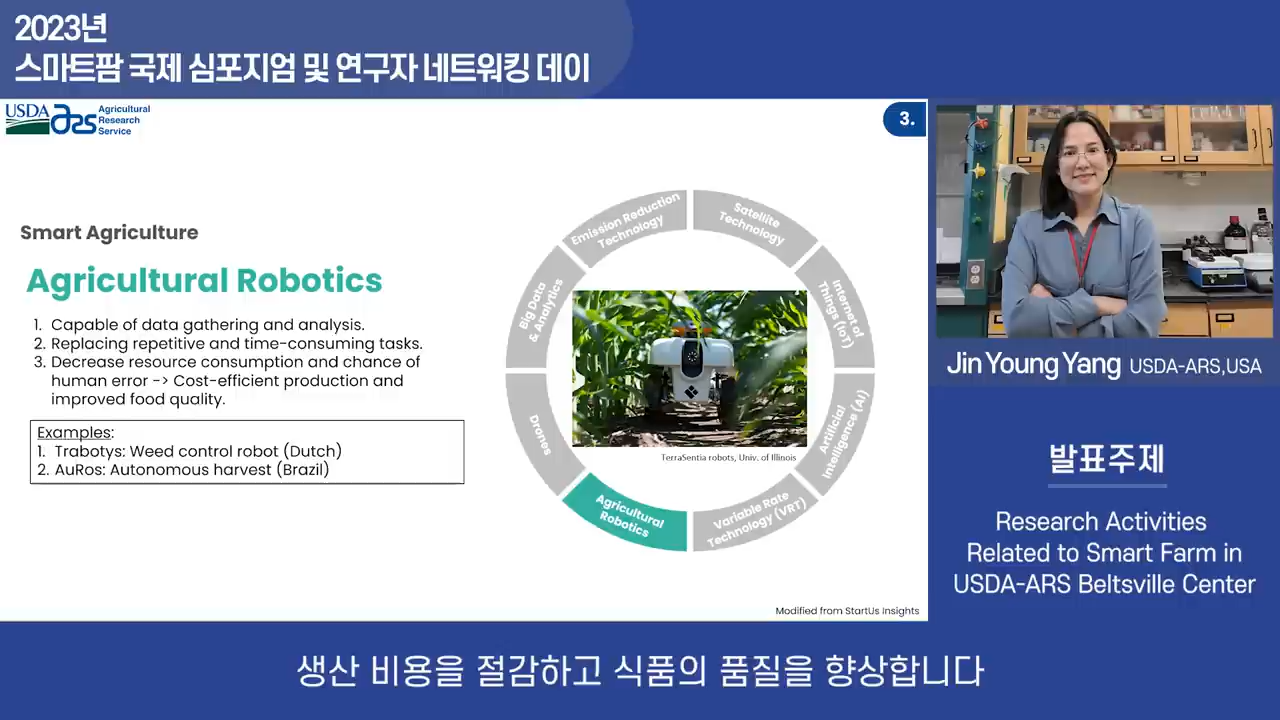 2023년
스마트팜 국제 심포지엄 및 연구자 네트워킹 데이
USDA ars Agricultural
Research
Service
3.
Smart Agriculture
Agricultural Robotics
1. Capable of data gathering and analysis.
2. Replacing repetitive and time-consuming tasks.
3. Decrease resource consumption and chance of
human error -> Cost-efficient production and
improved food quality.
Examples:
1. Trabotys: Weed control robot (Dutch)
2. AuRos: Autonomous harvest (Brazil)
Emission Reduction
Technology
Satellite
Technology
Internet of
Things (IoT)
Artificial
Intelligence (AI)
Variable Rate
Technology (VRT)
Agricultural
Robotics
Drones
Big Data
& Analytics
TerraSentia robots, Univ. of Illinois
Modified from StartUs Insights
Jin Young Yang USDA-ARS,USA
발표주제
Research Activities
Related to Smart Farm in
USDA-ARS Beltsville Center
생산 비용을 절감하고 식품의 품질을 향상합니다